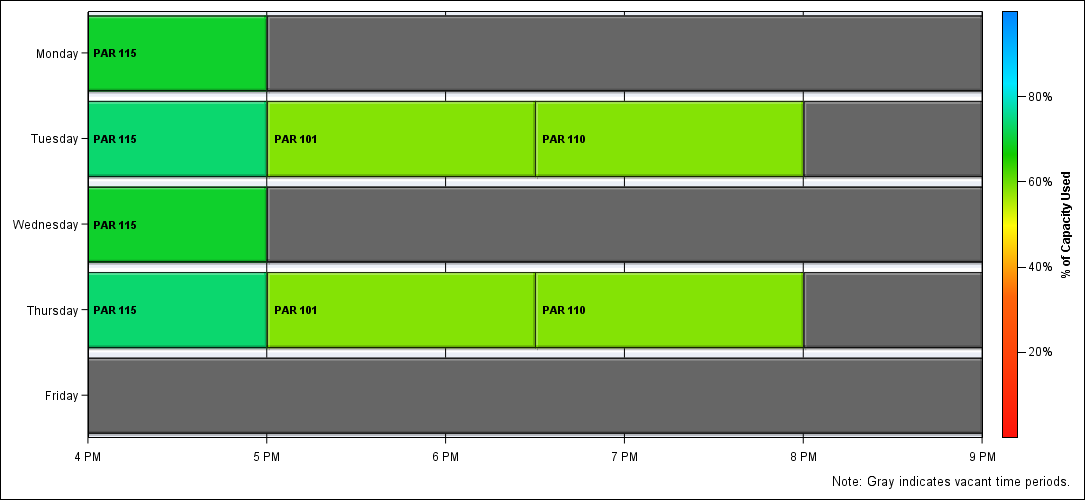 Monday
PAR 115
Tuesday
PAR 115
PAR 101
PAR 110
Wednesday
PAR 115
Thursday
PAR 115
PAR 101
PAR 110
Friday
4 PM
5 PM
6 PM
7 PM
8 PM
9 PM
80%
60%
40%
20%
% of Capacity Used
Note: Gray indicates vacant time periods.